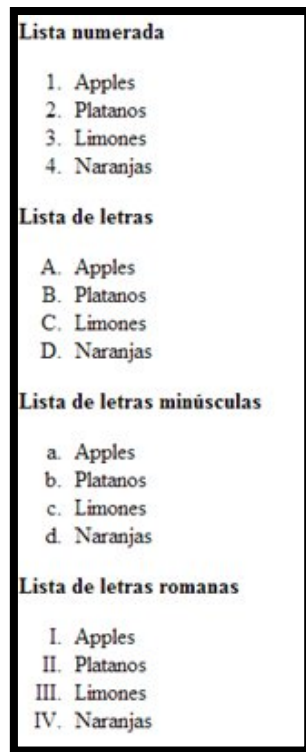 Lista numerada
1. Apples
2. Platanos
3. Limones
4. Naranjas
Lista de letras
A. Apples
B. Platanos
C. Limones
D. Naranjas
Lista de letras minúsculas
a. Apples
b. Platanos
c. Limones
d. Naranjas
Lista de letras romanas
I. Apples
II. Platanos
III. Limones
IV. Naranjas